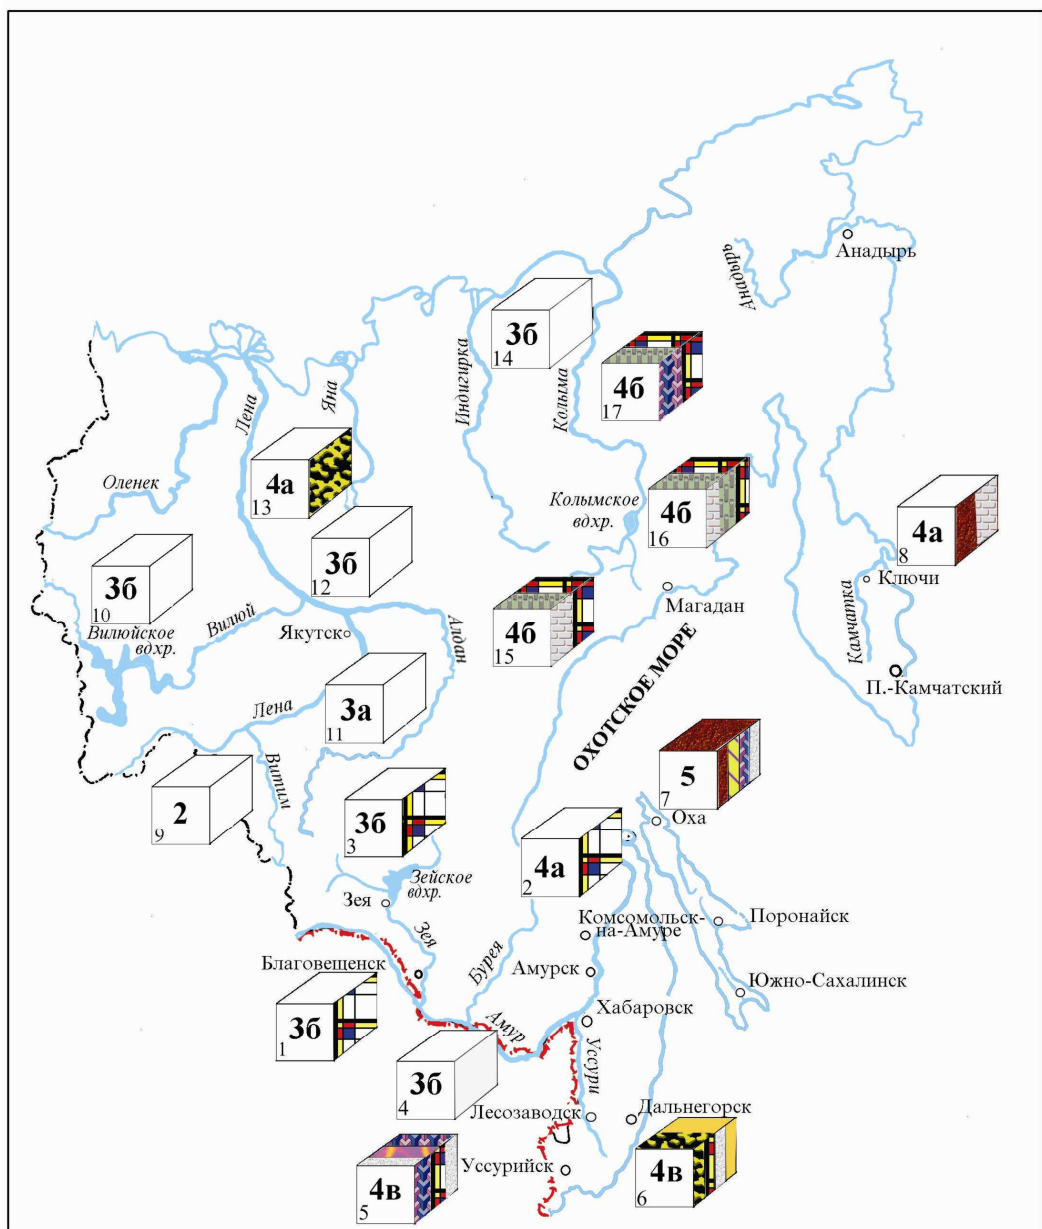 Анадырь
Анадырь
3б
14
Индигирка
Колыма
4б
17
Яна
Лена
4а
13
Оленек
Колымское
вдхр.
4б
16
4а
8
3б
12
3б
10
Ключи
Магадан
Камчатка
4б
15
Вилюй
Вилюйское
вдхр.
Якутск
Алдан
П.-Камчатский
3а
11
Лена
ОХОТСКОЕ МОРЕ
5
7
Витим
2
9
3б
3
Оха
4а
2
Зейское
вдхр.
Зея
Комсомольск-
на-Амуре
Поронайск
Зея
Бурея
Благовещенск
Амурск
Южно-Сахалинск
3б
1
Хабаровск
Амур
Уссури
3б
4
Лесозаводск
Дальнегорск
4в
5
Уссурийск
4в
6